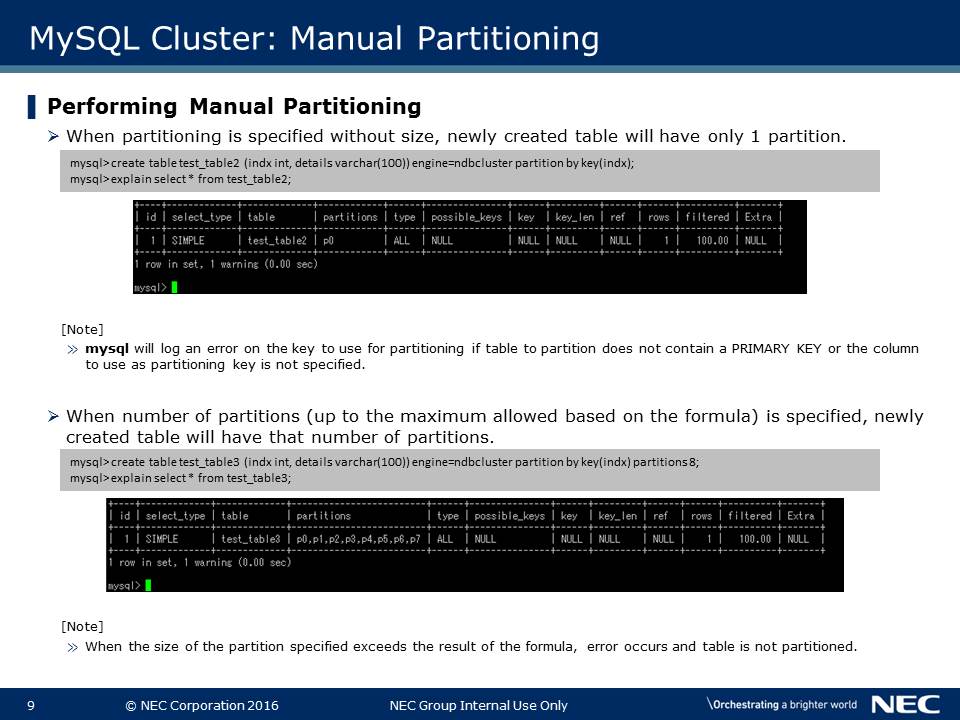 MySQL Cluster: Manual Partitioning
Performing Manual Partitioning
When partitioning is specified without size, newly created table will have only 1 partition.
mysql>create table test_table2 (indx int, details varchar(100)) engine=ndbcluster partition by key(indx);
mysql>explain select * from test_table2;
+----+-------------+-------------+------------+------+---------------+------+---------+------+------+----------+-------+
| id | select_type | table | partitions | type | possible_keys | key | key_len | ref | rows | filtered | Extra |
+----+-------------+-------------+------------+------+---------------+------+---------+------+------+----------+-------+
| 1 | SIMPLE | test_table2 | p0 | ALL | NULL | NULL | NULL | NULL | 1 | 100.00 | NULL |
+----+-------------+-------------+------------+------+---------------+------+---------+------+------+----------+-------+
1 row in set, 1 warning (0.00 sec)
mysql>
[Note]
mysql will log an error on the key to use for partitioning if table to partition does not contain a PRIMARY KEY or the column
to use as partitioning key is not specified.
When number of partitions (up to the maximum allowed based on the formula) is specified, newly
created table will have that number of partitions.
mysql>create table test_table3 (indx int, details varchar(100)) engine=ndbcluster partition by key(indx) partitions 8;
mysql>explain select * from test_table3;
+----+-------------+-------------+-------------------------+------+---------------+------+---------+------+------+----------+-------+
| id | select_type | table | partitions | type | possible_keys | key | key_len | ref | rows | filtered | Extra |
+----+-------------+-------------+-------------------------+------+---------------+------+---------+------+------+----------+-------+
| 1 | SIMPLE | test_table3 | p0,p1,p2,p3,p4,p5,p6,p7 | ALL | NULL | NULL | NULL | NULL | 1 | 100.00 | NULL |
+----+-------------+-------------+-------------------------+------+---------------+------+---------+------+------+----------+-------+
1 row in set, 1 warning (0.00 sec)
mysql>
[Note]
When the size of the partition specified exceeds the result of the formula, error occurs and table is not partitioned.
9 © NEC Corporation 2016 NEC Group Internal Use Only \Orchestrating a brighter world NEC